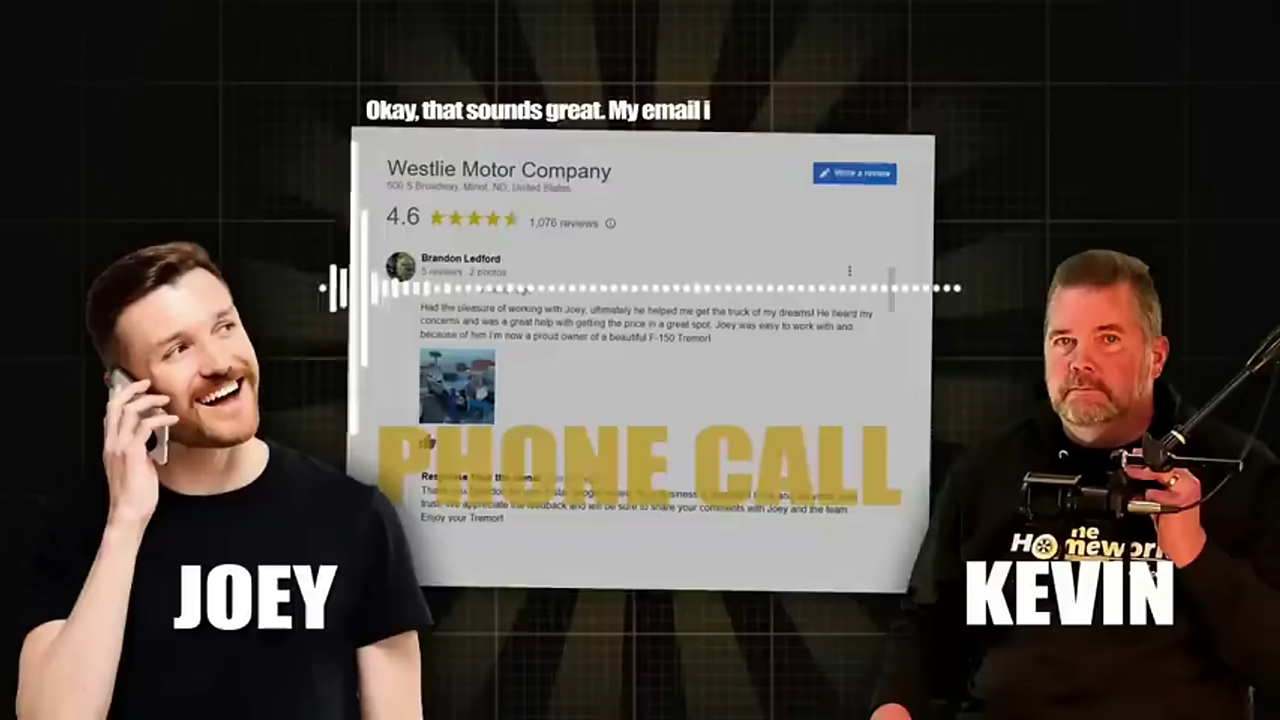 Okay, that sounds great. My email i
Westlie Motor Company
500 S Broadway, Minot, ND, United States
Write a review
4.6
1,076 reviews
Brandon Ledford
5 reviews 2 photos
Had the pleasure of working with Joey, ultimately he helped me get the truck of my dreams! He heard my
concerns and was a great help with getting the price in a great spot. Joey was easy to work with and
because of him I'm now a proud owner of a beautiful F-150 Tremor!
PHONE CALL
Response from the owner
trust. We appreciate the feedback and will be sure to share your comments with Joey and the team.
Enjoy your Tremor!
The
Homework
JOEY
KEVIN